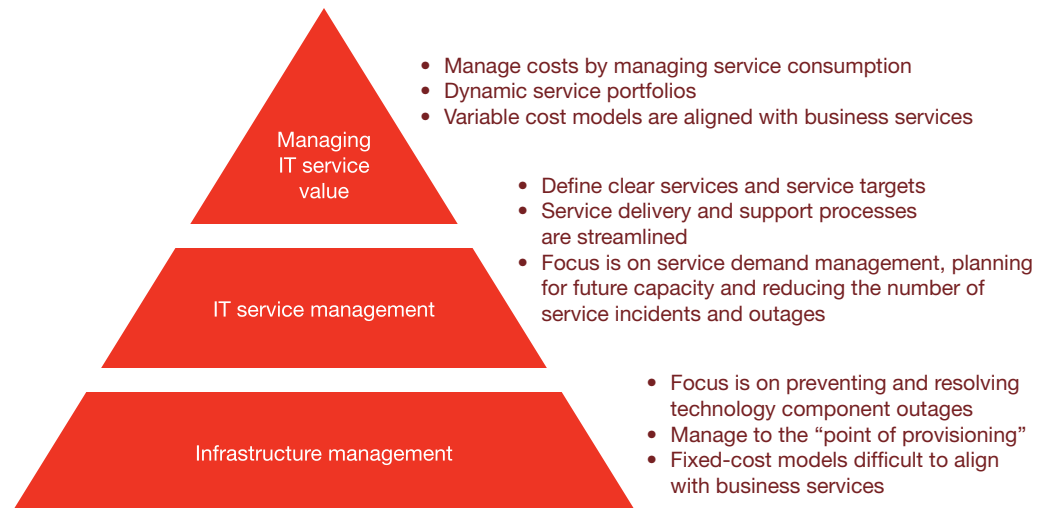 Managing
IT service
value
• Manage costs by managing service consumption
• Dynamic service portfolios
• Variable cost models are aligned with business services
IT service management
• Define clear services and service targets
• Service delivery and support processes
are streamlined
• Focus is on service demand management, planning
for future capacity and reducing the number of
service incidents and outages
Infrastructure management
• Focus is on preventing and resolving
technology component outages
• Manage to the “point of provisioning”
• Fixed-cost models difficult to align
with business services